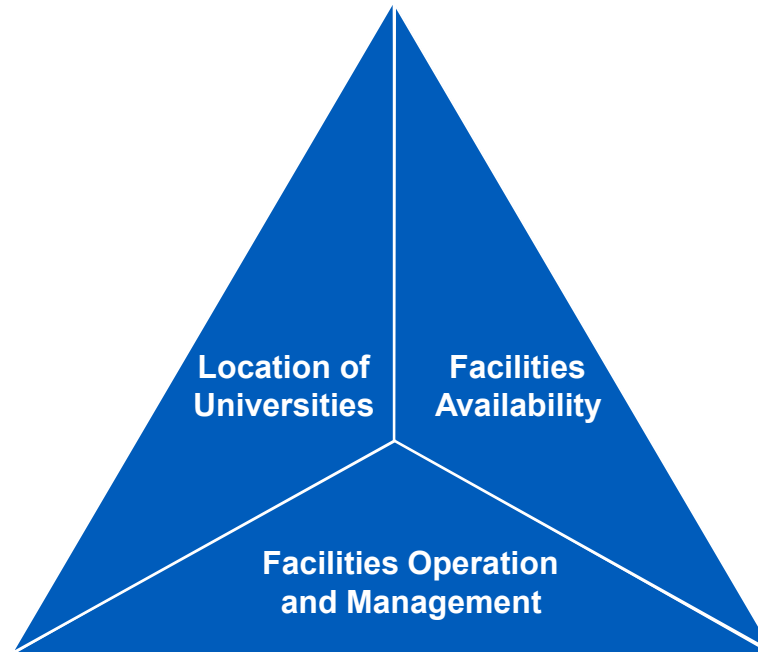 Location of
Universities
Facilities
Availability
Facilities Operation
and Management